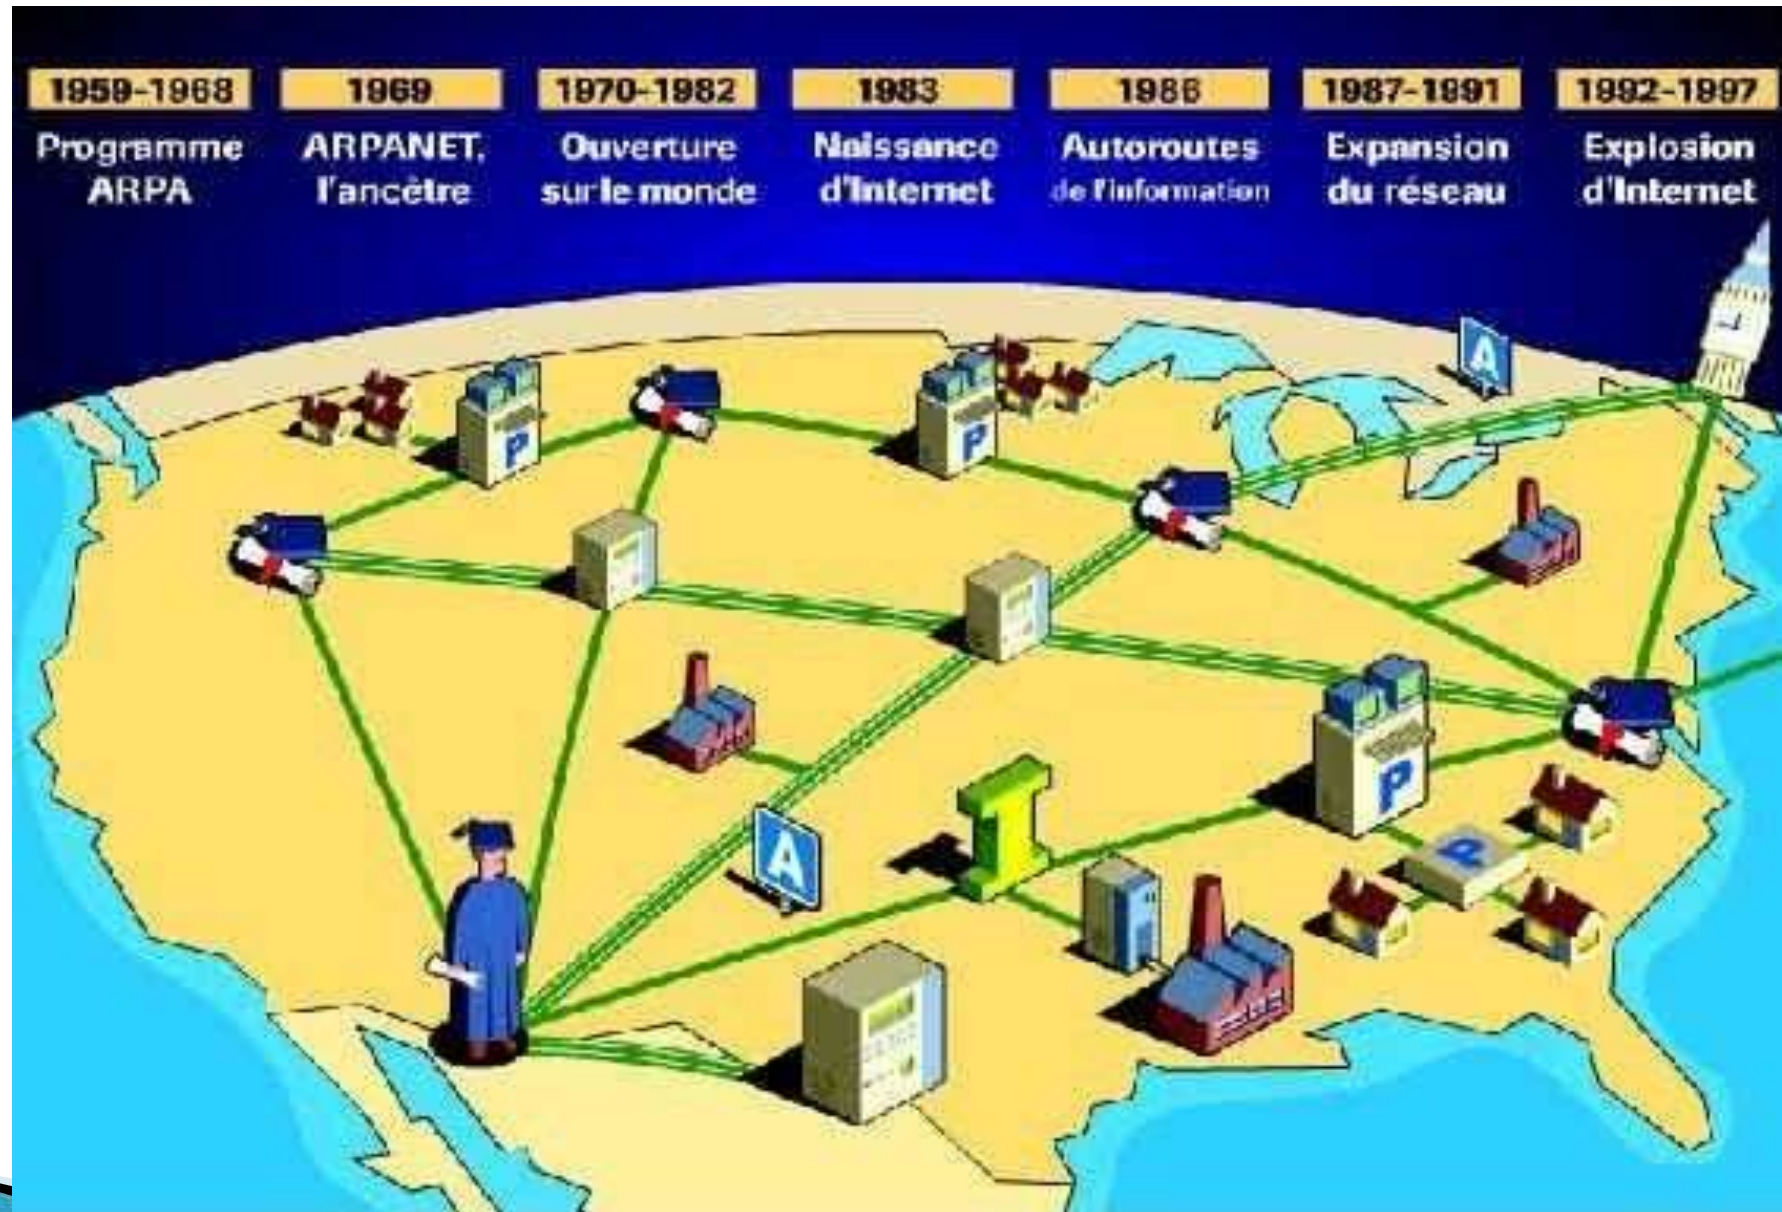 1959-1968
Programme
ARPA
1969
ARPANET,
l'ancêtre
1970-1982
Ouverture
sur le monde
1983
Naissance
d'Internet
1986
Autoroutes
de l'information
1987-1991
Expansion
du réseau
1992-1997
Explosion
d'Internet
A
P
P
A
P
P
I